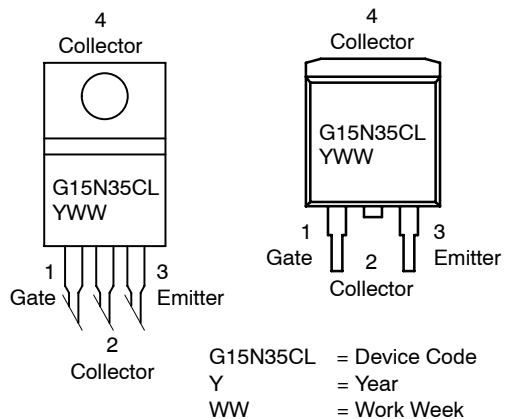 4
Collector
G15N35CL
YWW
1
Gate
3
Emitter
2
Collector
4
Collector
G15N35CL
YWW
1
Gate
3
Emitter
2
Collector
G15N35CL = Device Code
Y = Year
WW = Work Week